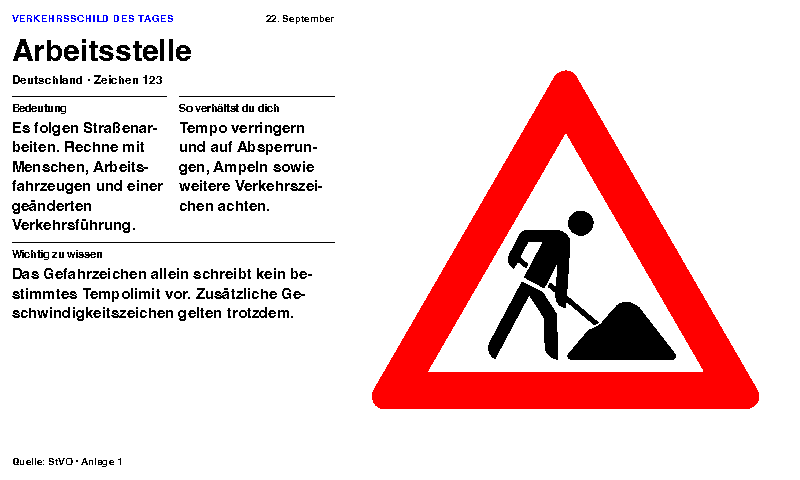 VERKEHRSSCHILD DES TAGES
22. September
Arbeitsstelle
Deutschland · Zeichen 123
Bedeutung
Es folgen Straßenar-
beiten. Rechne mit
Menschen, Arbeits-
fahrzeugen und einer
geänderten
Verkehrsführung.
So verhältst du dich
Tempo verringern
und auf Absperrun-
gen, Ampeln sowie
weitere Verkehrszei-
chen achten.
Wichtig zu wissen
Das Gefahrzeichen allein schreibt kein be-
stimmtes Tempolimit vor. Zusätzliche Ge-
schwindigkeitszeichen gelten trotzdem.
Quelle: StVO · Anlage 1